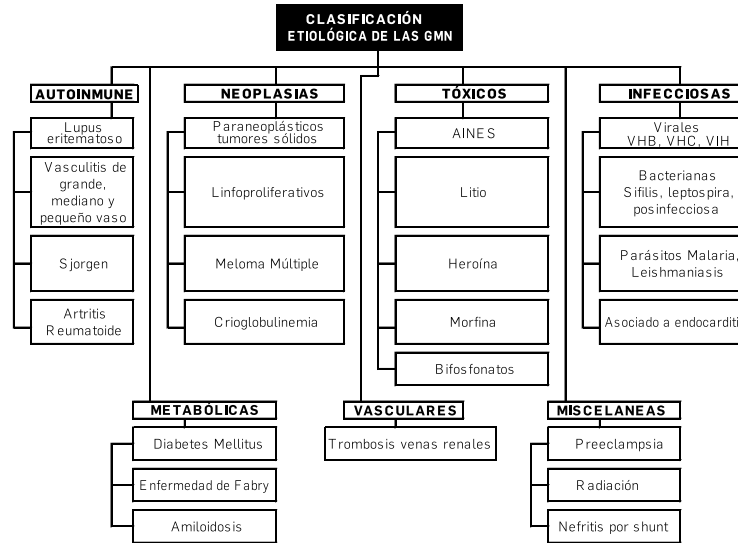 CLASIFICACIÓN
ETIOLÓGICA DE LAS GMN
AUTOINMUNE
Lupus
eritematoso
Vasculitis de
grande,
mediano y
pequeño vaso
Sjorgen
Artritis
Reumatoide
NEOPLASIAS
Paraneoplásticos
tumores sólidos
Linfoproliferativos
Meloma Múltiple
Crioglobulinemia
TÓXICOS
AINES
Litio
Heroína
Morfina
Bifosfonatos
INFECCIOSAS
Virales
VHB, VHC, VIH
Bacterianas
Sifilis, leptospira,
posinfecciosa
Parásitos Malaria,
Leishmaniasis
Asociado a endocarditi
METABÓLICAS
Diabetes Mellitus
Enfermedad de Fabry
Amiloidosis
VASCULARES
Trombosis venas renales
MISCELANEAS
Preeclampsia
Radiación
Nefritis por shunt